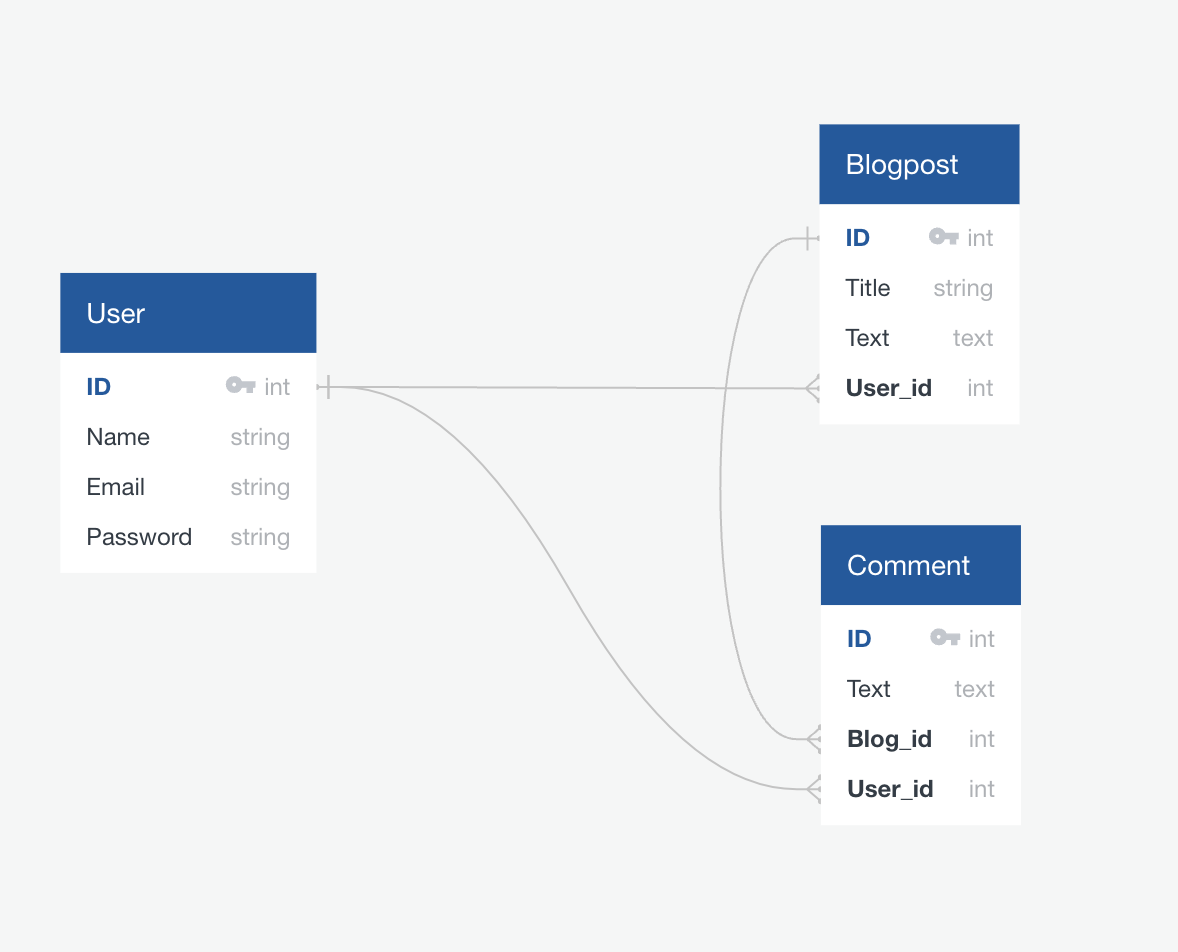 User
ID int
Name string
Email string
Password string
Blogpost
ID int
Title string
Text text
User_id int
Comment
ID int
Text text
Blog_id int
User_id int